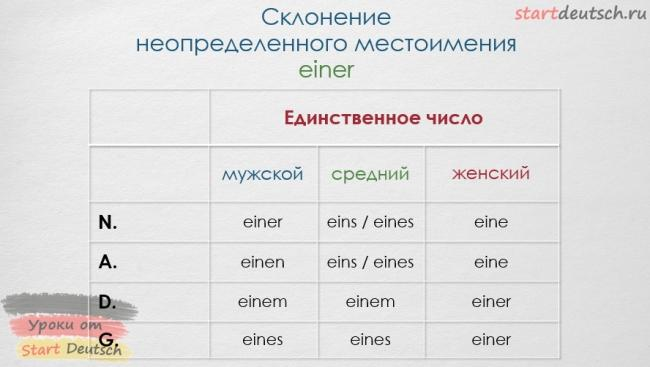 startdeutsch.ru
Склонение
неопределенного местоимения
einer
Единственное число
мужской средний женский
N. einer eins / eines eine
A. einen eins / eines eine
D. einem einem einer
G. eines eines einer
Уроки от
Start Deutsch